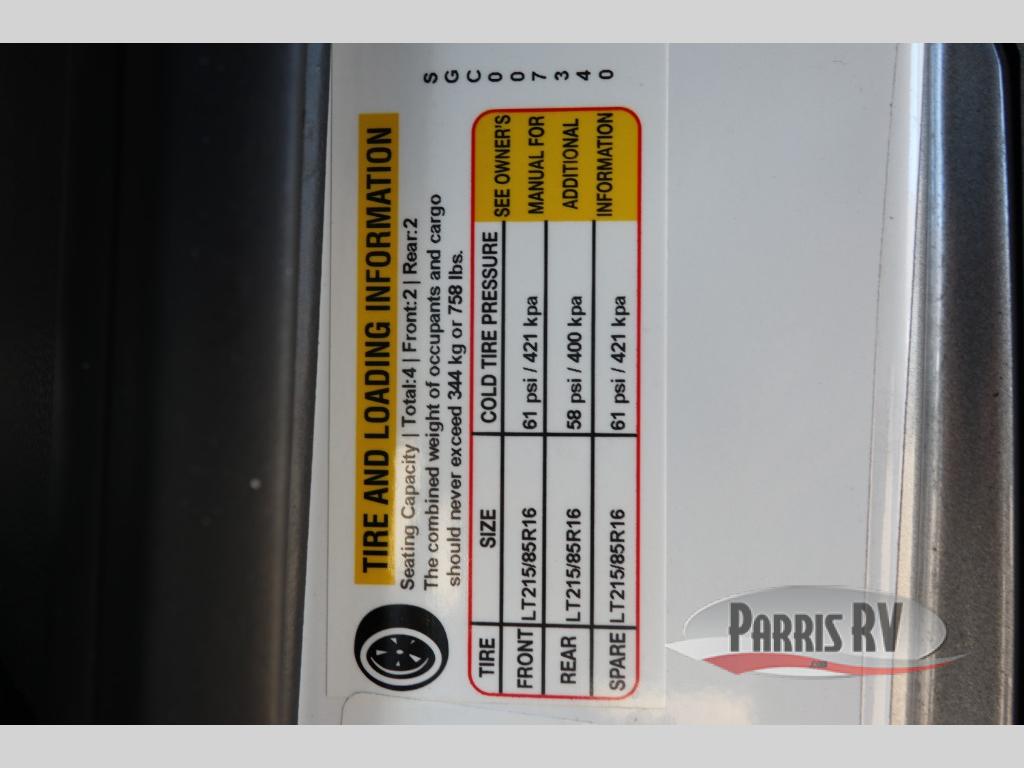 TIRE AND LOADING INFORMATION
Seating Capacity | Total:4 | Front:2 | Rear:2
The combined weight of occupants and cargo
should never exceed 344 kg or 758 lbs.
TIRE SIZE COLD TIRE PRESSURE SEE OWNER'S
FRONT LT215/85R16 61 psi / 421 kpa MANUAL FOR
REAR LT215/85R16 58 psi / 400 kpa ADDITIONAL
SPARE LT215/85R16 61 psi / 421 kpa INFORMATION
SGC007340
PARRIS RV
.com